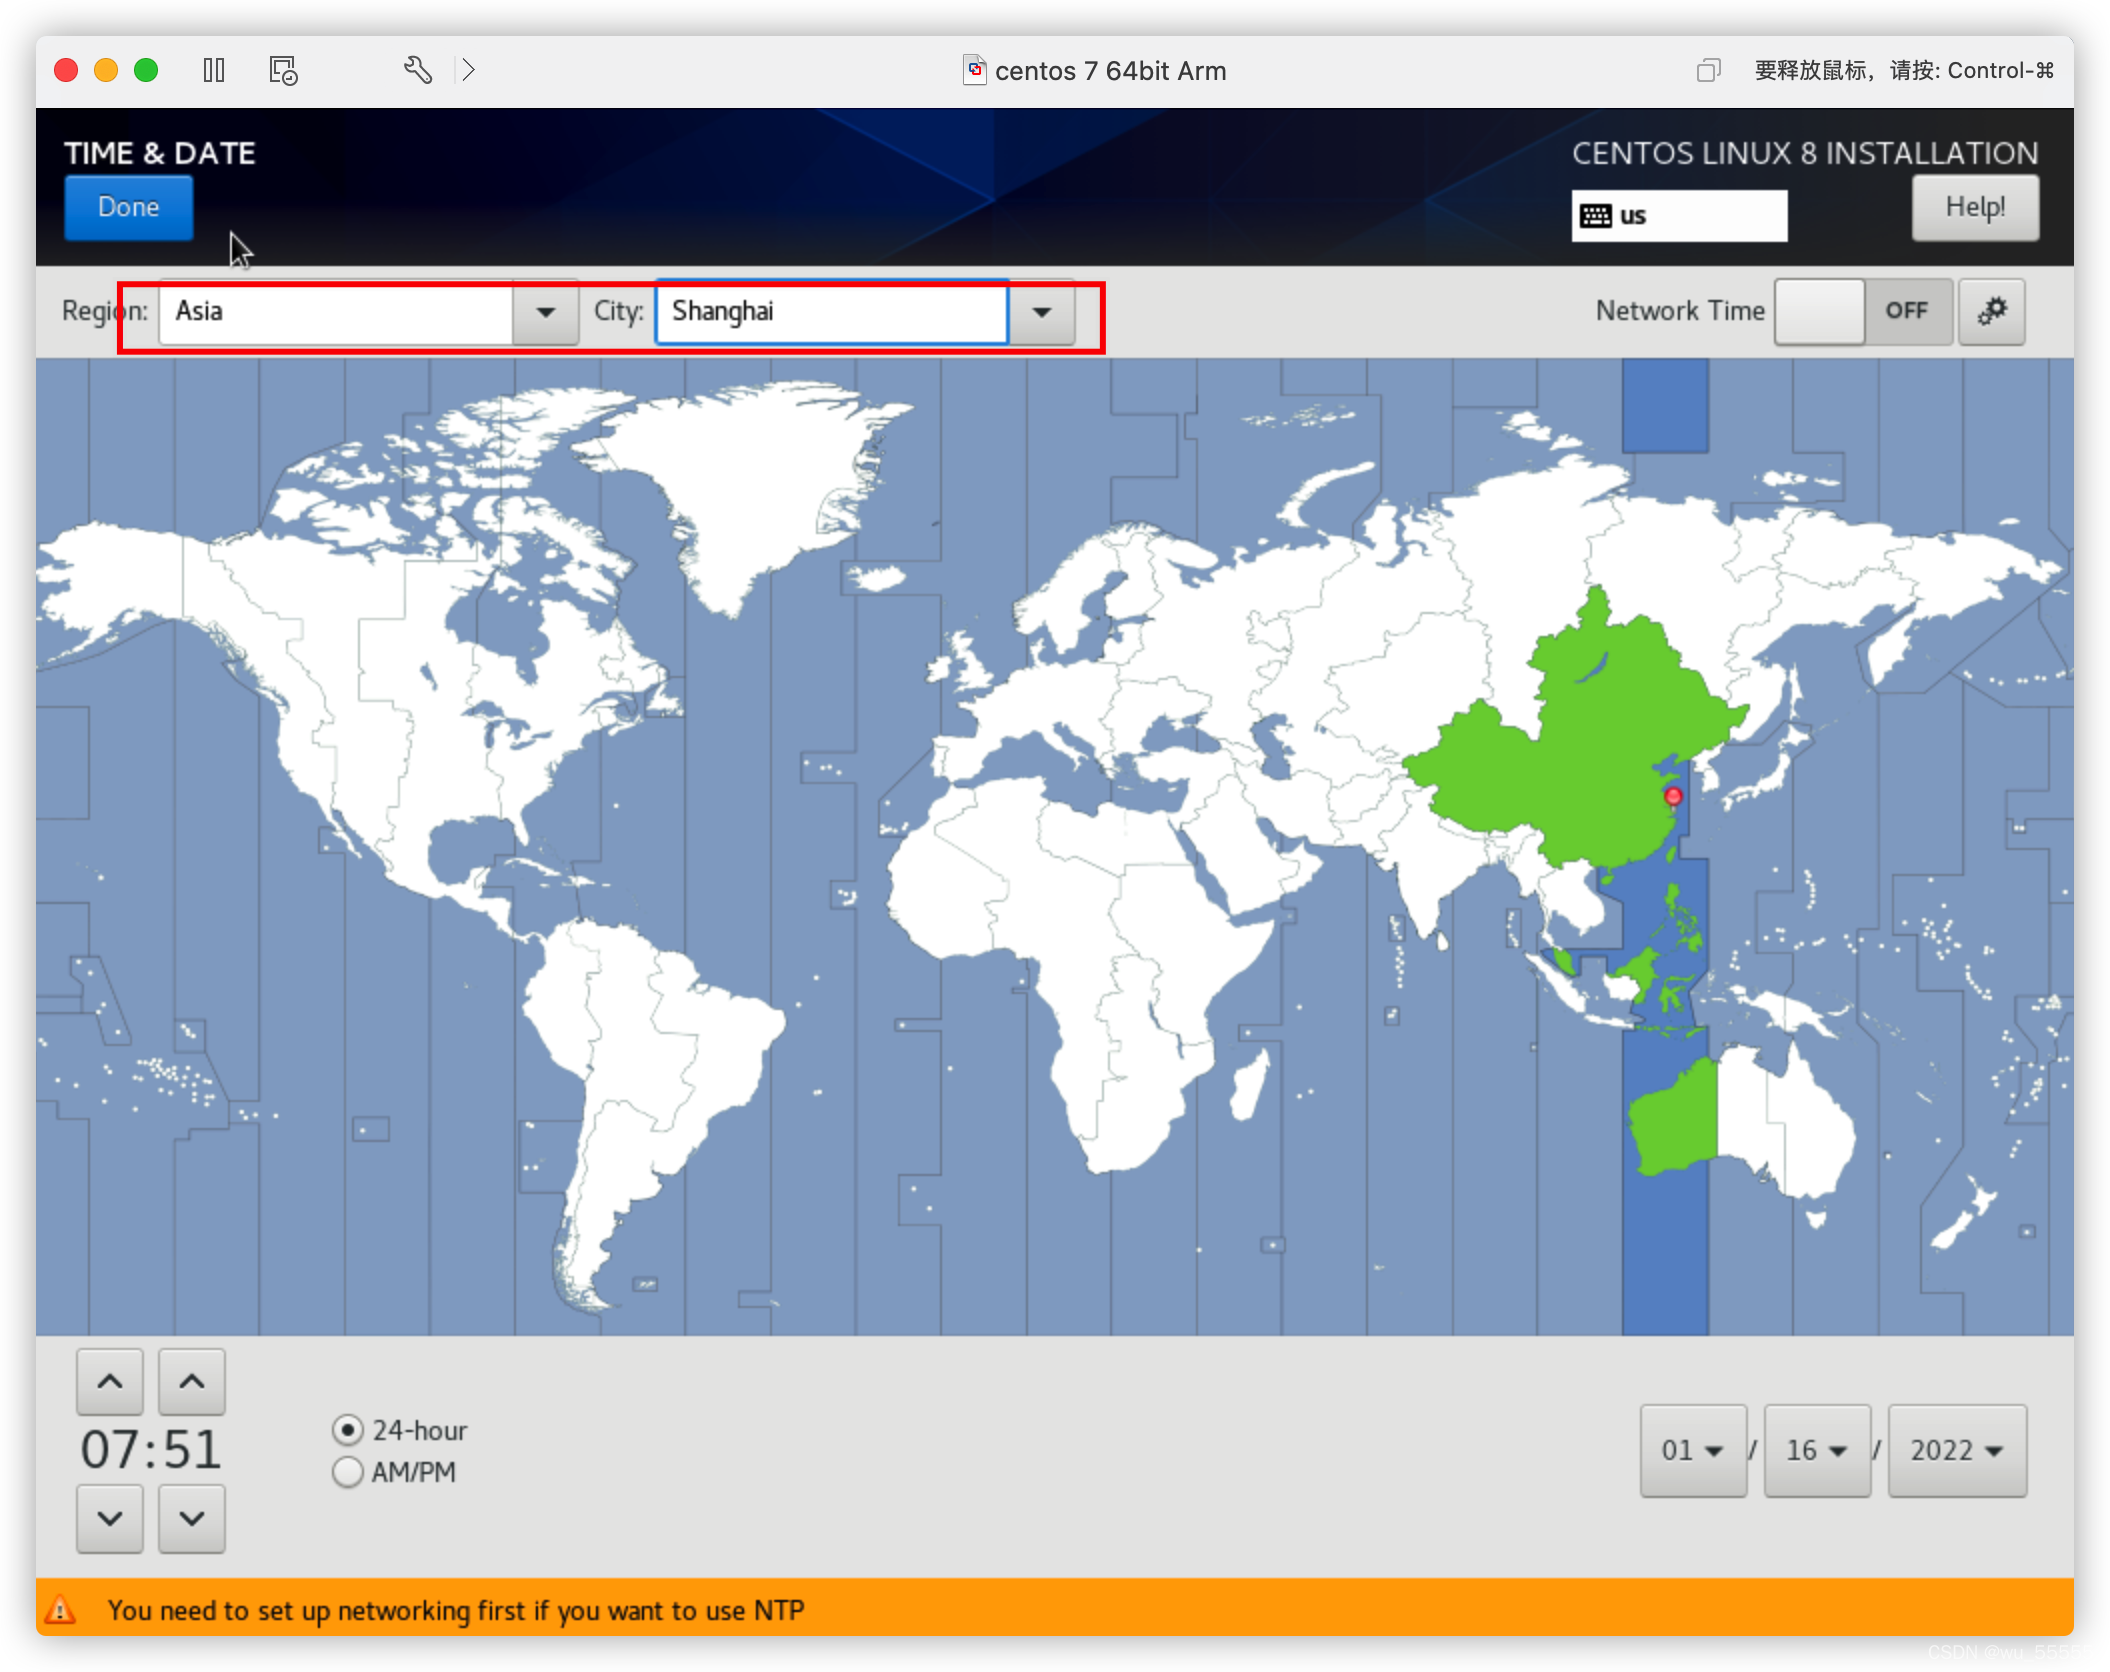 centos 7 64bit Arm
要释放鼠标，请按: Control-⌘
TIME & DATE
CENTOS LINUX 8 INSTALLATION
Done
us
Help!
Region:
Asia
City:
Shanghai
Network Time
OFF
07:51
24-hour
AM/PM
01 / 16 / 2022
You need to set up networking first if you want to use NTP